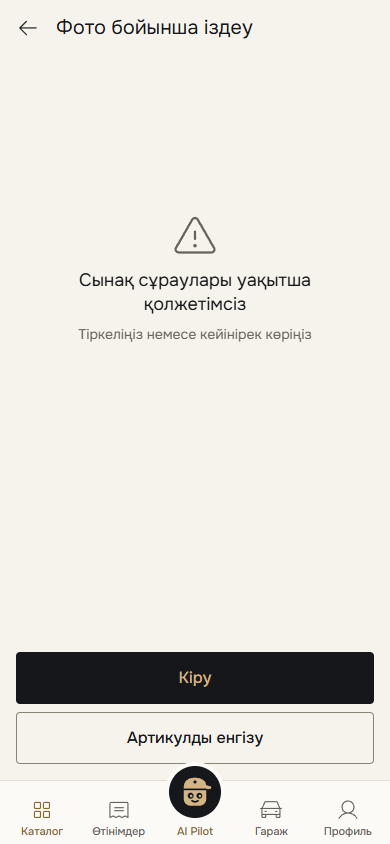 Фото бойынша іздеу
Сынақ сұраулары уақытша
қолжетімсіз
Тіркеліңіз немесе кейінірек көріңіз
Кіру
Артикулды енгізу
Каталог
Өтінімдер
AI Pilot
Гараж
Профиль